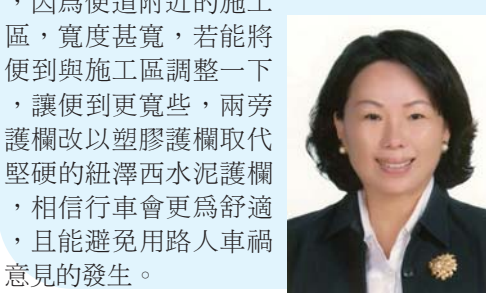 ，因為便道附近的施工
區，寬度甚寬，若能將
便到與施工區調整一下
，讓便到更寬些，兩旁
護欄改以塑膠護欄取代
堅硬的紐澤西水泥護欄
，相信行車會更為舒適
，且能避免用路人車禍
意見的發生。